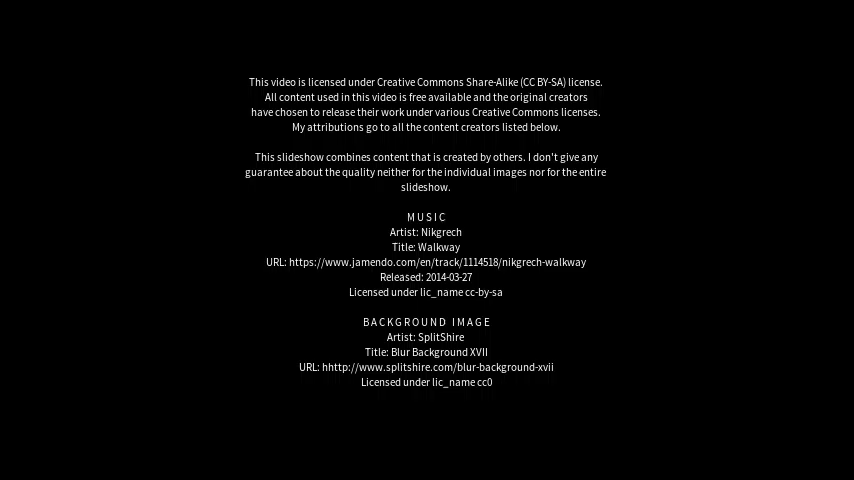 This video is licensed under Creative Commons Share-Alike (CC BY-SA) license.
All content used in this video is free available and the original creators
have chosen to release their work under various Creative Commons licenses.
My attributions go to all the content creators listed below.
This slideshow combines content that is created by others. I don't give any
guarantee about the quality neither for the individual images nor for the entire
slideshow.
MUSIC
Artist: Nikgrech
Title: Walkway
URL: https://www.jamendo.com/en/track/1114518/nikgrech-walkway
Released: 2014-03-27
Licensed under lic_name cc-by-sa
BACKGROUND IMAGE
Artist: SplitShire
Title: Blur Background XVII
URL: hhttp://www.splitshire.com/blur-background-xvii
Licensed under lic_name cc0